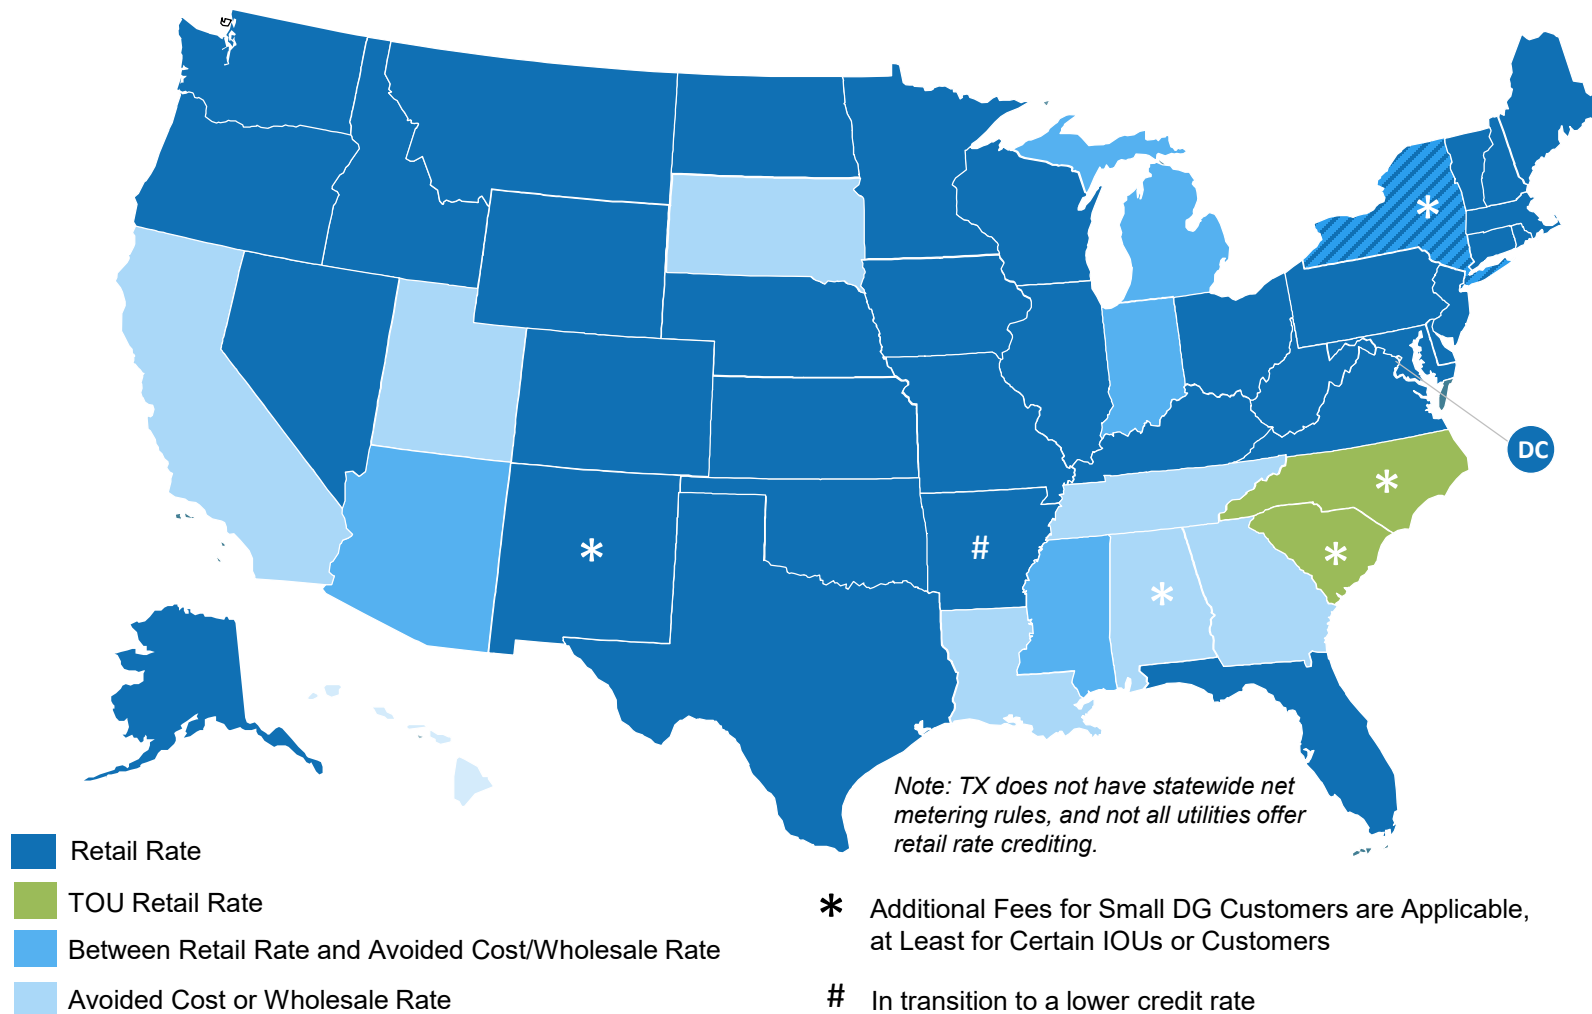 *
DC
*
*
#
*
*
*
Note: TX does not have statewide net
metering rules, and not all utilities offer
retail rate crediting.
Retail Rate
TOU Retail Rate
Between Retail Rate and Avoided Cost/Wholesale Rate
Avoided Cost or Wholesale Rate
* Additional Fees for Small DG Customers are Applicable,
at Least for Certain IOUs or Customers
# In transition to a lower credit rate